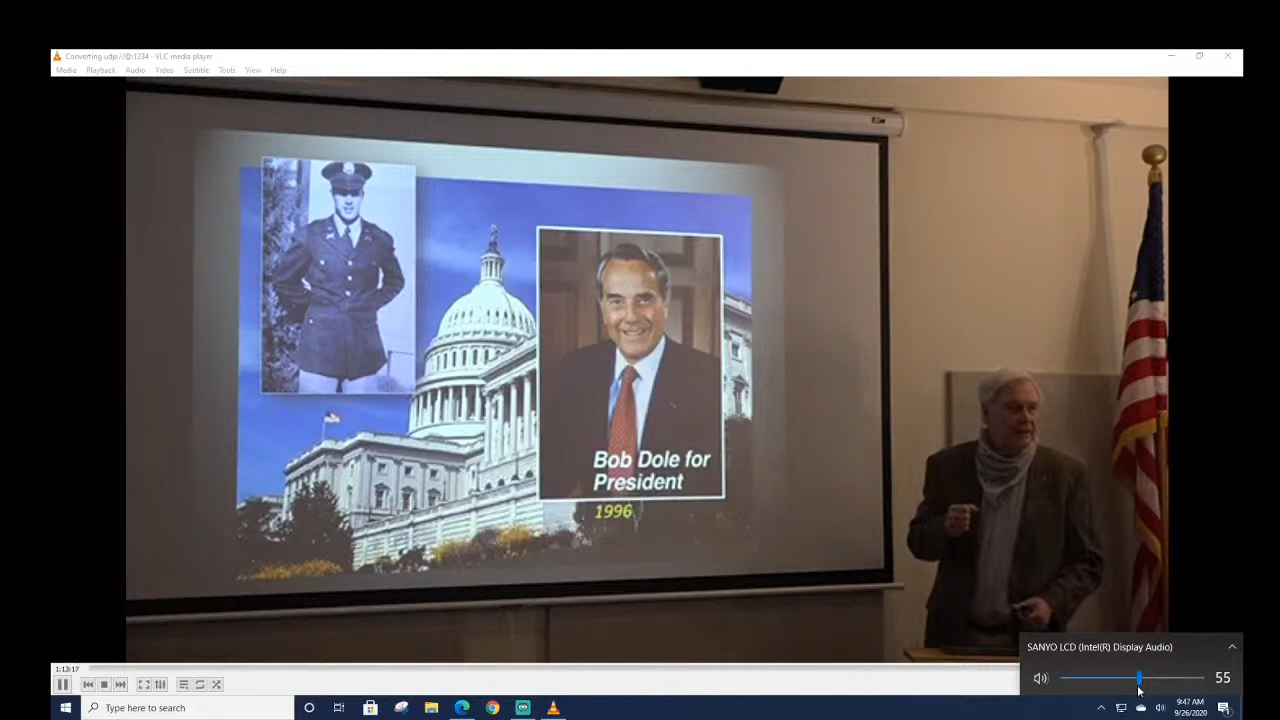 Converting udp://@:1234 - VLC media player
Media Playback Audio Video Subtitle Tools View Help
Bob Dole for
President
1996
SANYO LCD (Intel(R) Display Audio)
55
1:13:17
Type here to search
9:47 AM
9/26/2020